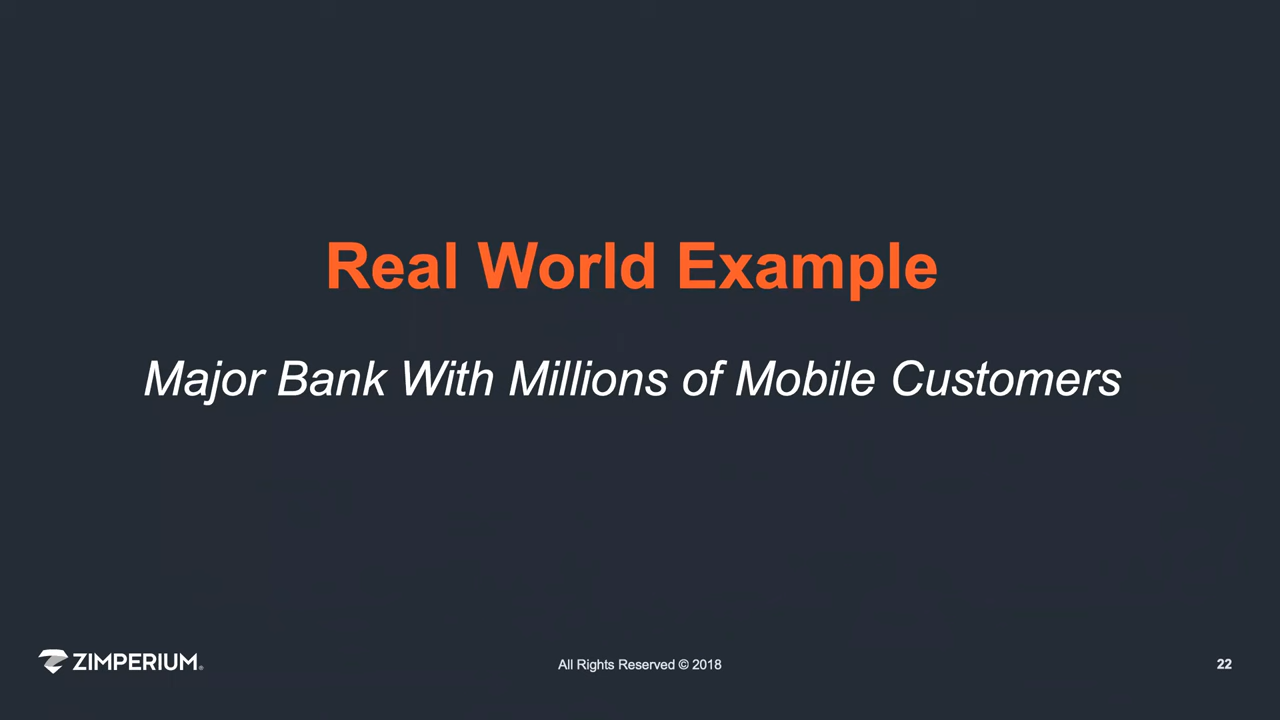 Real World Example
Major Bank With Millions of Mobile Customers
ZIMPERIUM®
All Rights Reserved © 2018
22